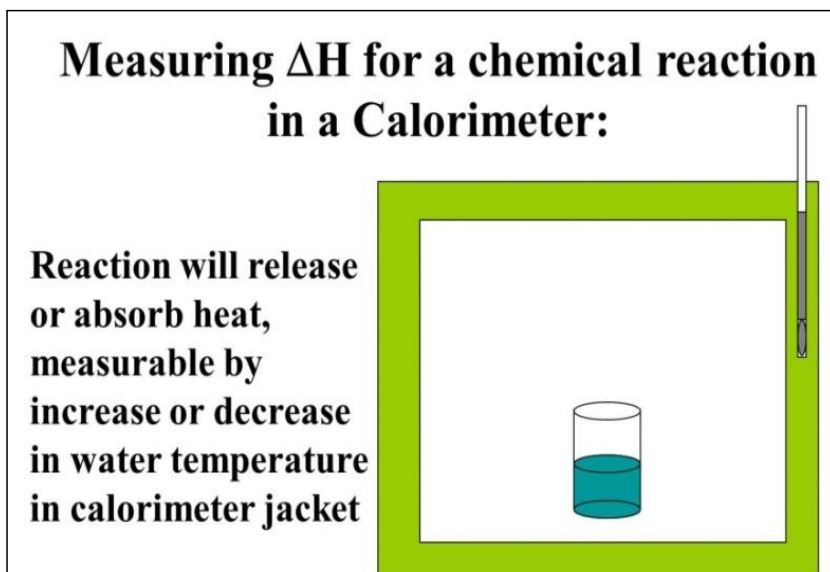 Measuring ΔH for a chemical reaction
in a Calorimeter:
Reaction will release
or absorb heat,
measurable by
increase or decrease
in water temperature
in calorimeter jacket